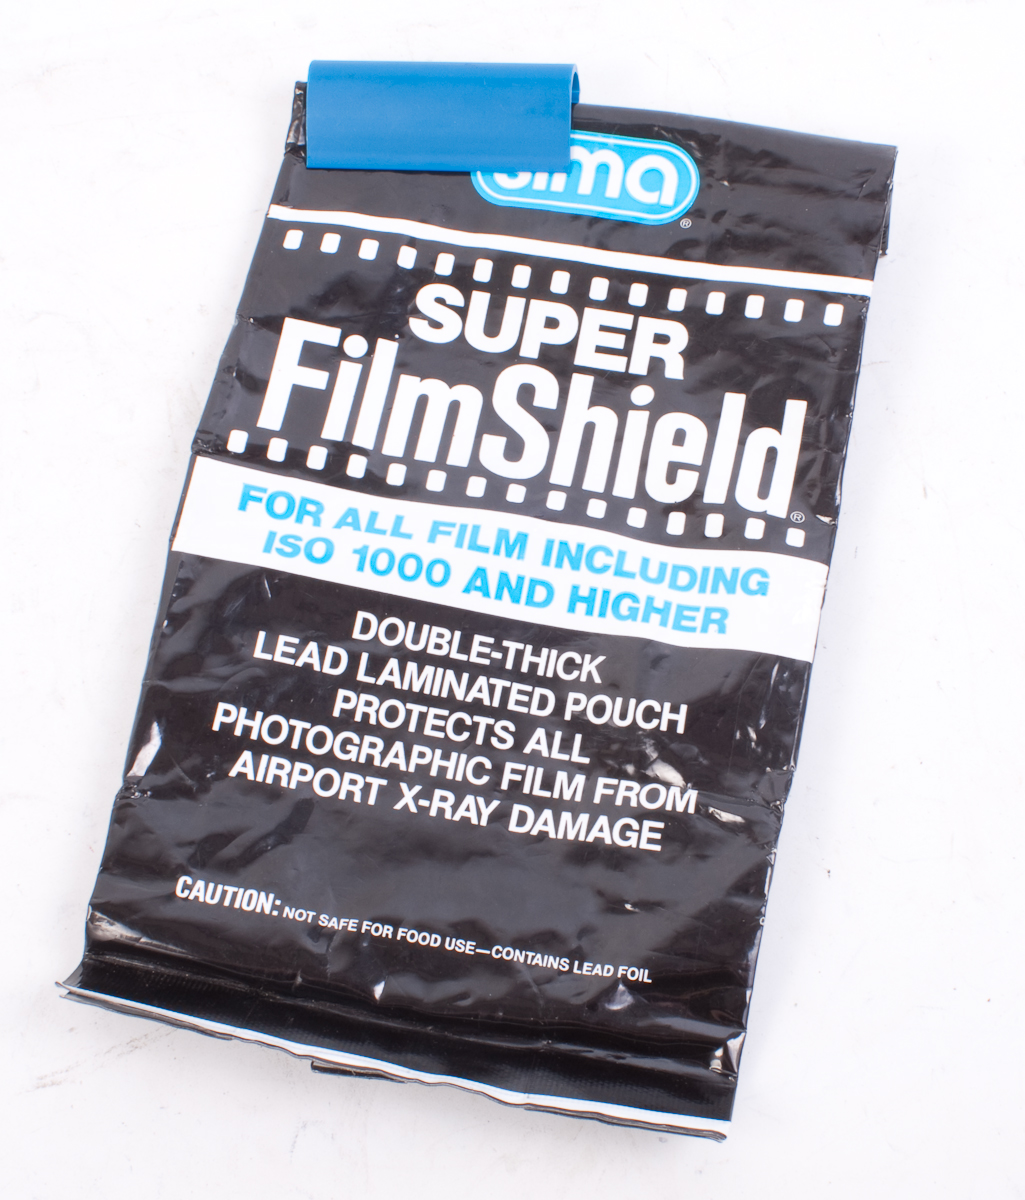 sima
®
SUPER
FilmShield®
FOR ALL FILM INCLUDING
ISO 1000 AND HIGHER
DOUBLE-THICK
LEAD LAMINATED POUCH
PROTECTS ALL
PHOTOGRAPHIC FILM FROM
AIRPORT X-RAY DAMAGE
CAUTION: NOT SAFE FOR FOOD USE—CONTAINS LEAD FOIL